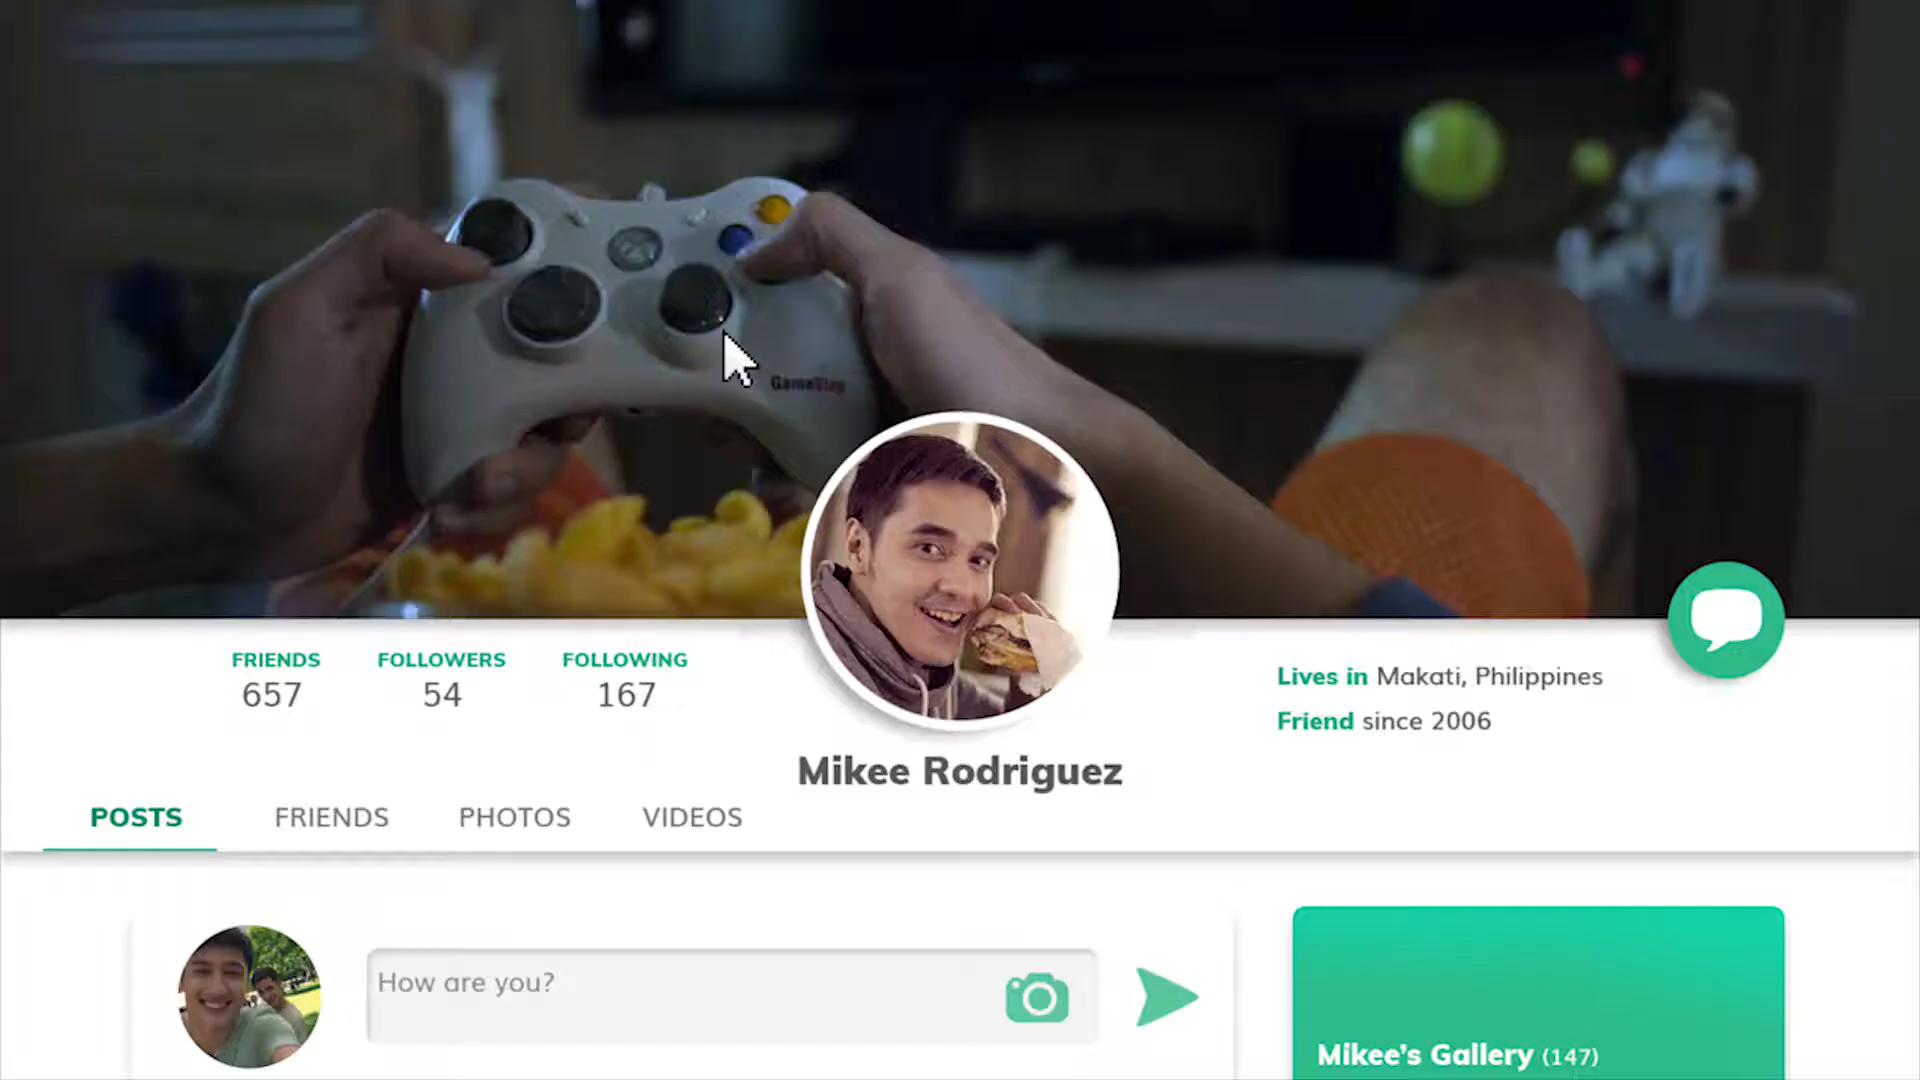 GameStop
FRIENDS
657
FOLLOWERS
54
FOLLOWING
167
Lives in Makati, Philippines
Friend since 2006
Mikee Rodriguez
POSTS
FRIENDS
PHOTOS
VIDEOS
How are you?
Mikee's Gallery (147)